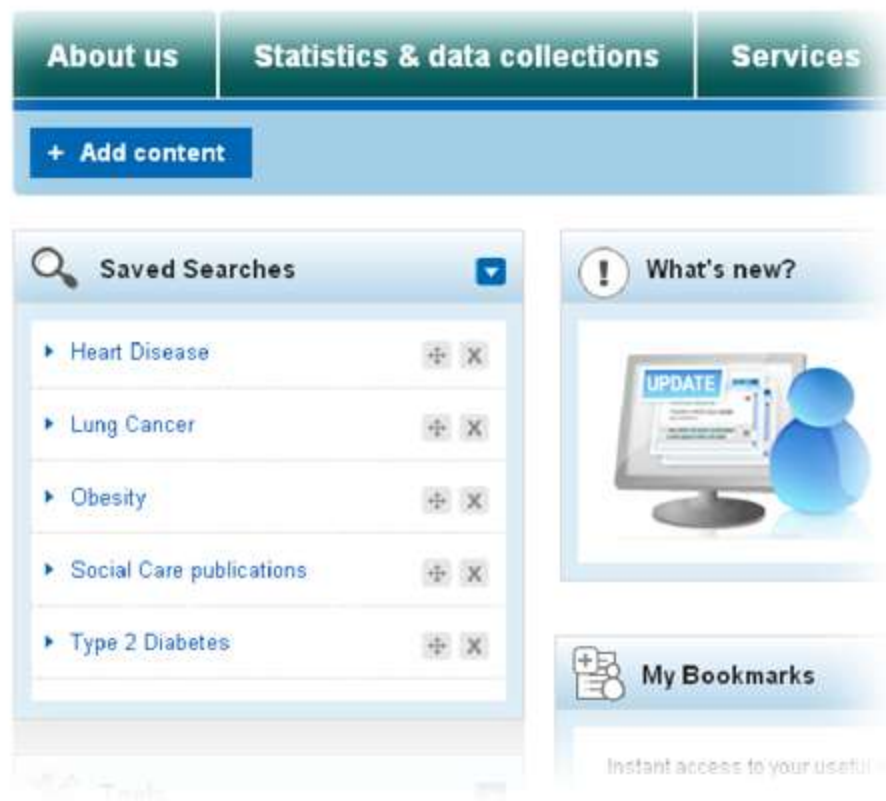 About us
Statistics & data collections
Services
+ Add content
Saved Searches
Heart Disease
Lung Cancer
Obesity
Social Care publications
Type 2 Diabetes
What's new?
UPDATE
My Bookmarks
Instant access to your useful
Tools